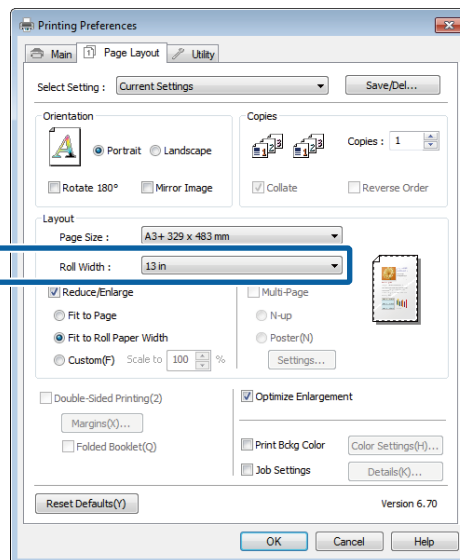 Printing Preferences
Main Page Layout Utility
Select Setting : Current Settings Save/Del...
Orientation
Portrait Landscape
Rotate 180° Mirror Image
Copies
Copies : 1
Collate Reverse Order
Layout
Page Size : A3+ 329 x 483 mm
Roll Width : 13 in
Reduce/Enlarge
Fit to Page
Fit to Roll Paper Width
Custom(F) Scale to 100 %
Multi-Page
N-up
Poster(N)
Settings...
Double-Sided Printing(2)
Margins(X)...
Folded Booklet(Q)
Optimize Enlargement
Print Bckg Color Color Settings(H)...
Job Settings Details(K)...
Reset Defaults(Y) Version 6.70
OK Cancel Help